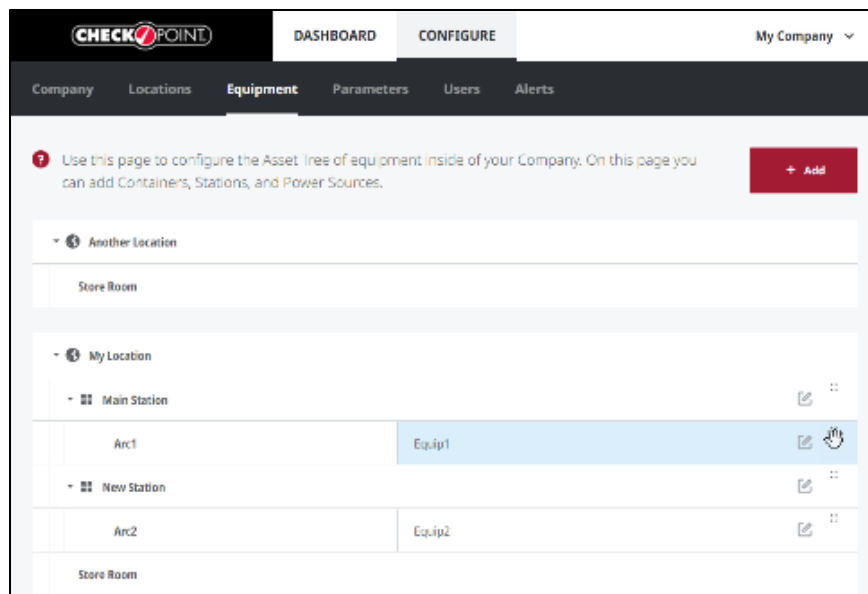 CHECKPOINT
DASHBOARD
CONFIGURE
My Company
Company
Locations
Equipment
Parameters
Users
Alerts
? Use this page to configure the Asset Tree of equipment inside of your Company. On this page you
can add Containers, Stations, and Power Sources.
+ Add
Another Location
Store Room
My Location
Main Station
Arc1
Equip1
New Station
Arc2
Equip2
Store Room